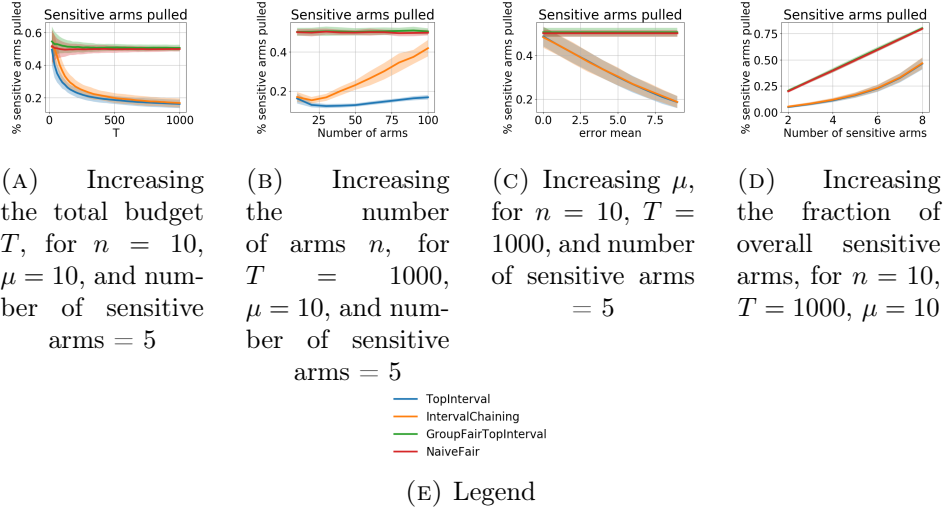 Sensitive arms pulled
% sensitive arms pulled
0.6
0.4
0.2
0
500
1000
T
Sensitive arms pulled
% sensitive arms pulled
0.4
0.2
25
50
75
100
Number of arms
Sensitive arms pulled
% sensitive arms pulled
0.4
0.2
0.0
2.5
5.0
7.5
error mean
Sensitive arms pulled
% sensitive arms pulled
0.75
0.50
0.25
0.00
2
4
6
8
Number of sensitive arms
(A) Increasing
the total budget
T, for n = 10,
μ = 10, and num-
ber of sensitive
arms = 5
(B) Increasing
the number
of arms n, for
T = 1000,
μ = 10, and num-
ber of sensitive
arms = 5
(C) Increasing μ,
for n = 10, T =
1000, and number
of sensitive arms
= 5
(D) Increasing
the fraction of
overall sensitive
arms, for n = 10,
T = 1000, μ = 10
TopInterval
IntervalChaining
GroupFairTopInterval
NaiveFair
(E) Legend